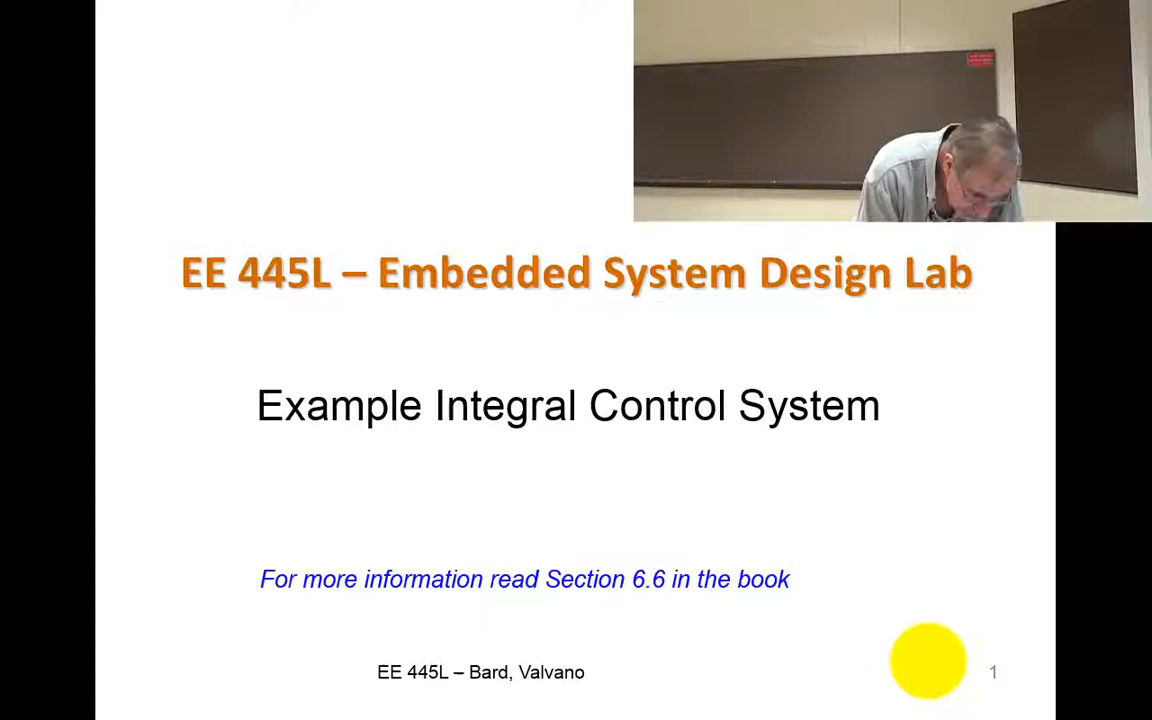 EE 445L – Embedded System Design Lab
Example Integral Control System
For more information read Section 6.6 in the book
EE 445L – Bard, Valvano
1